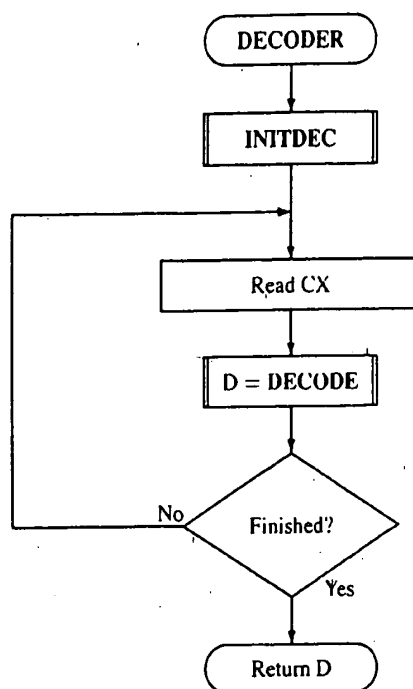 DECODER
INITDEC
Read CX
D = DECODE
No
Finished?
Yes
Return D